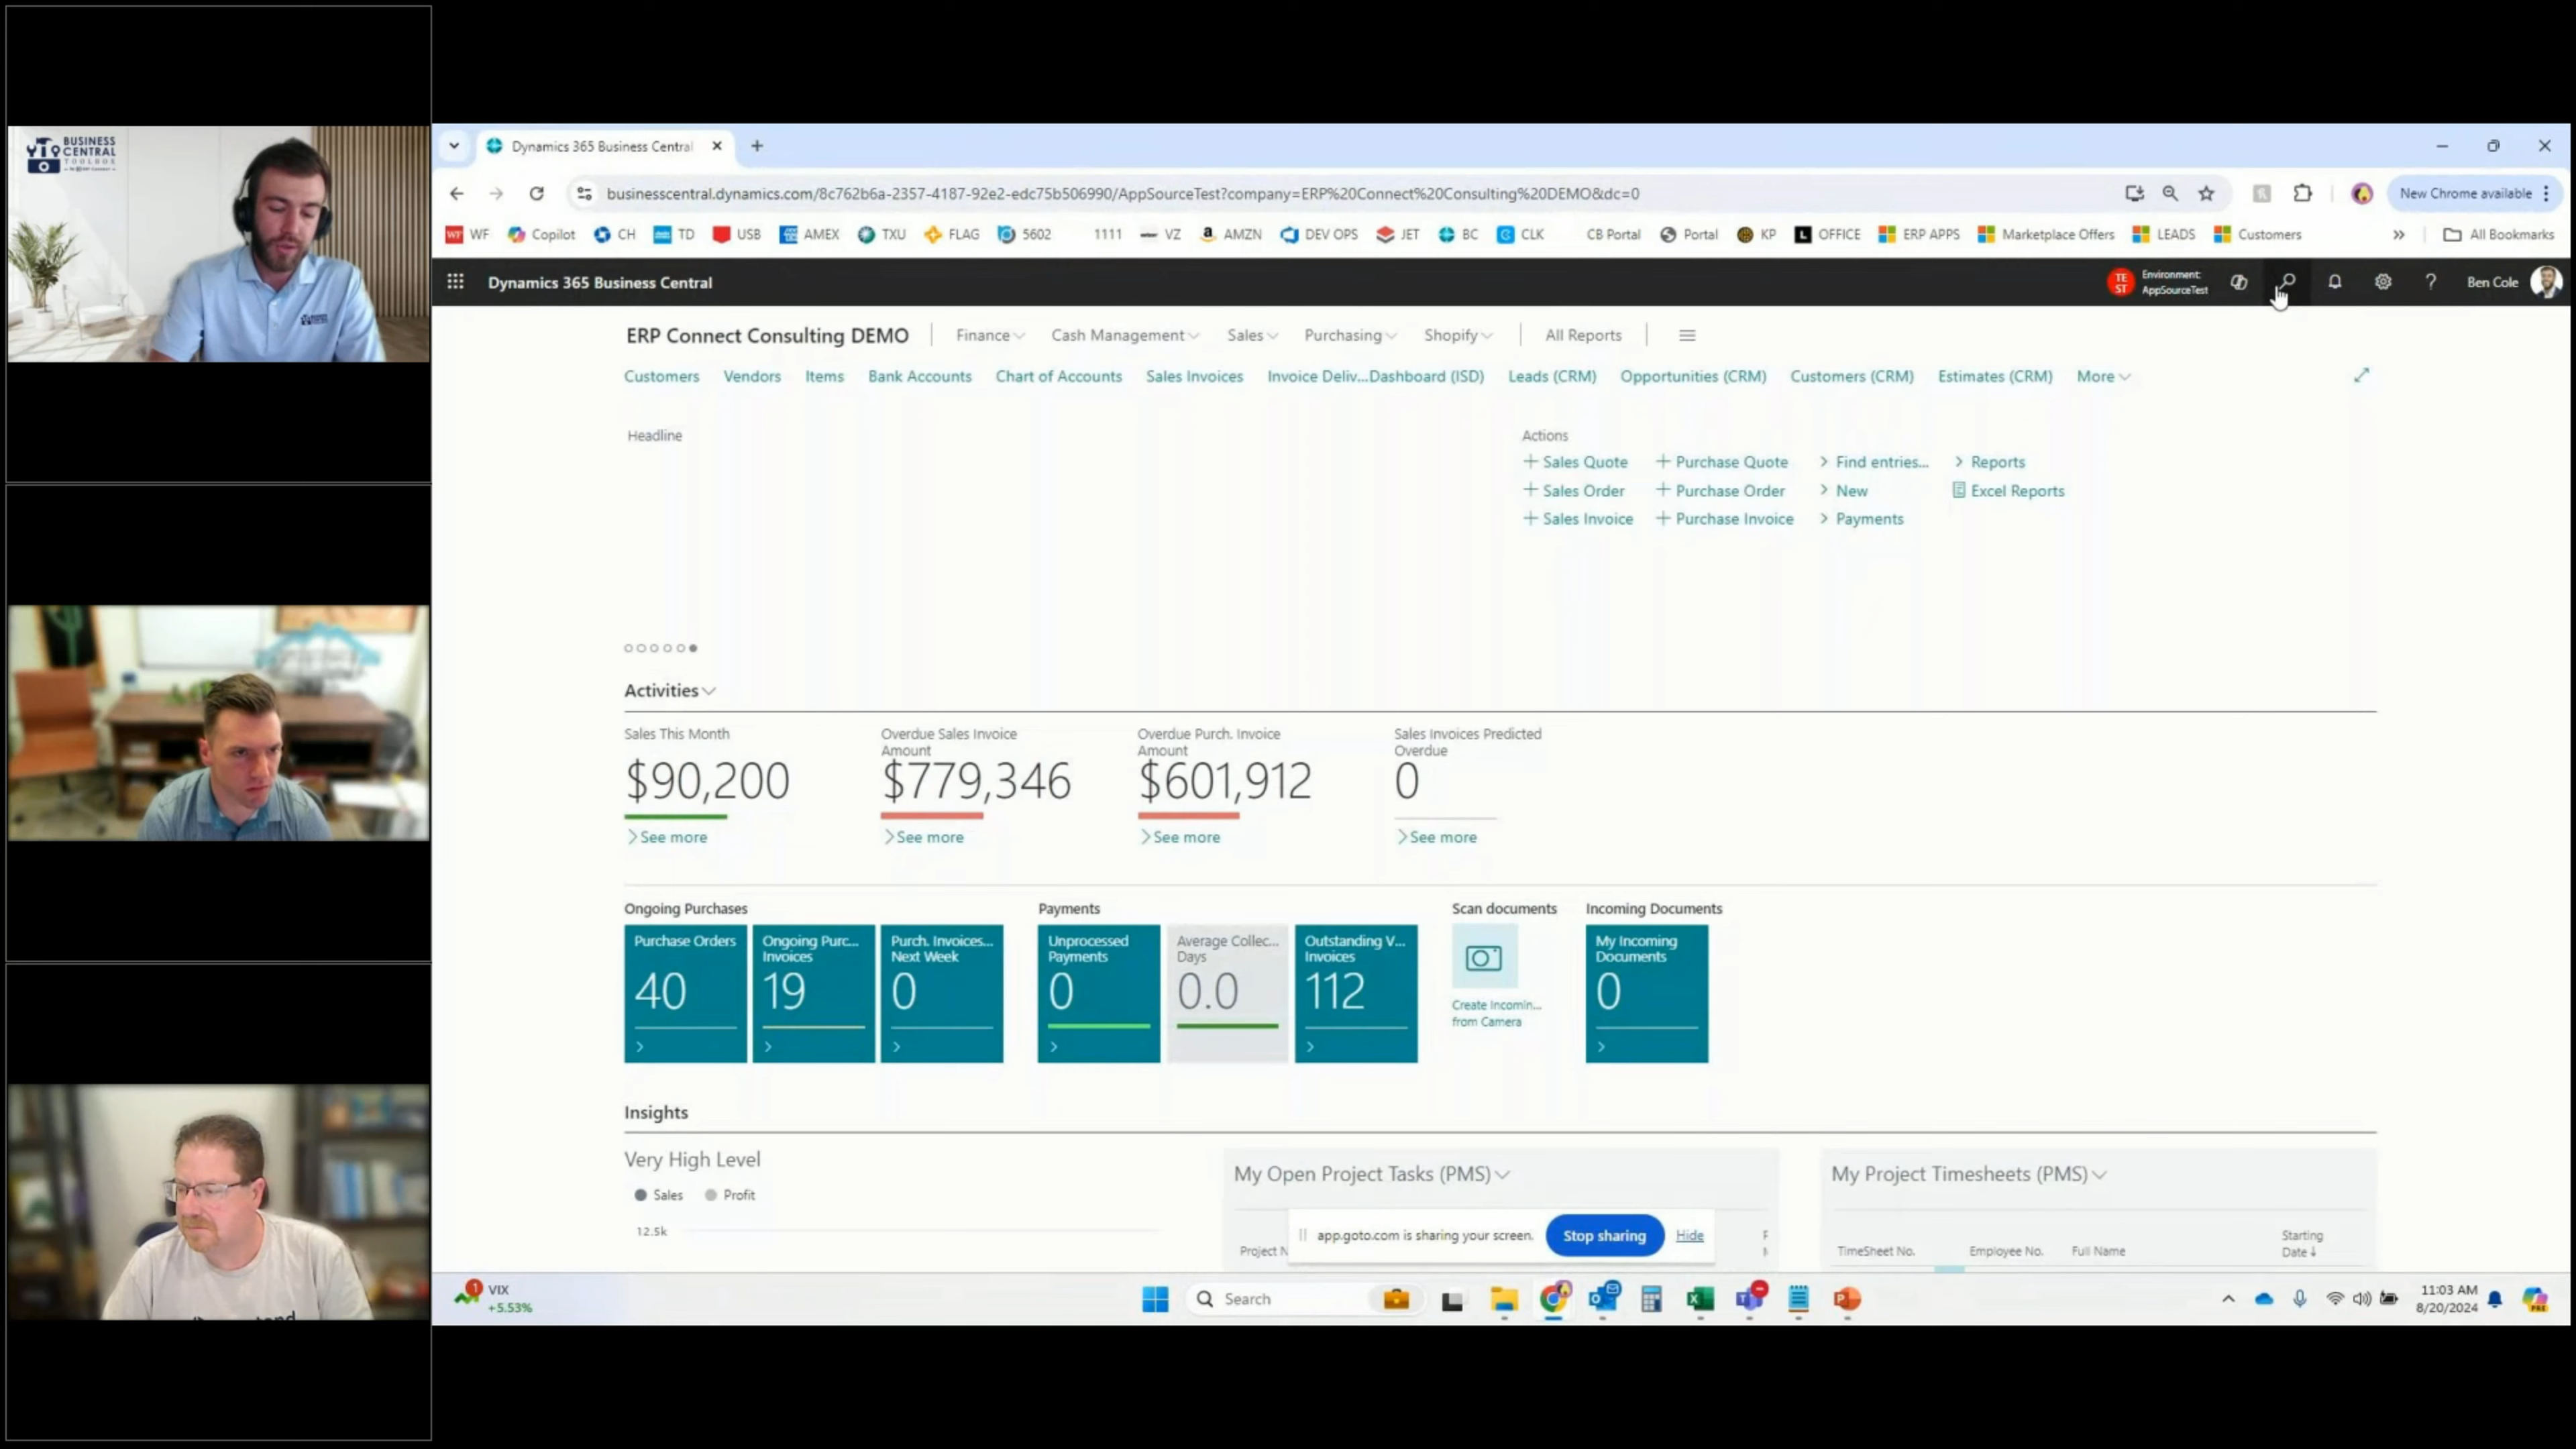 BUSINESS
CENTRAL
TOOLBOX
Dynamics 365 Business Central
businesscentral.dynamics.com/8c762b6a-2357-4187-92e2-edc75b506990/AppSourceTest?company=ERP%20Connect%20Consulting%20DEMO&dc=0
New Chrome available
WF WF Copilot CH TD USB AMEX TXU FLAG 5602 1111 VZ AMZN DEV OPS JET BC CLK CB Portal Portal KP L OFFICE ERP APPS Marketplace Offers LEADS Customers All Bookmarks
Dynamics 365 Business Central
TE
ST
Environment:
AppSourceTest
Ben Cole
ERP Connect Consulting DEMO Finance Cash Management Sales Purchasing Shopify All Reports
Customers Vendors Items Bank Accounts Chart of Accounts Sales Invoices Invoice Deliv...Dashboard (ISD) Leads (CRM) Opportunities (CRM) Customers (CRM) Estimates (CRM) More
Headline
Actions
+ Sales Quote + Purchase Quote > Find entries... > Reports
+ Sales Order + Purchase Order > New Excel Reports
+ Sales Invoice + Purchase Invoice > Payments
Activities
Sales This Month
$90,200
>See more
Overdue Sales Invoice
Amount
$779,346
>See more
Overdue Purch. Invoice
Amount
$601,912
>See more
Sales Invoices Predicted
Overdue
0
>See more
Ongoing Purchases
Purchase Orders
40
Ongoing Purc...
Invoices
19
Purch. Invoices...
Next Week
0
Payments
Unprocessed
Payments
0
Average Collec...
Days
0.0
Outstanding V...
Invoices
112
Scan documents
Create Incomin...
from Camera
Incoming Documents
My Incoming
Documents
0
Insights
Very High Level
Sales Profit
12.5k
My Open Project Tasks (PMS)
Project N
app.goto.com is sharing your screen. Stop sharing Hide
My Project Timesheets (PMS)
TimeSheet No. Employee No. Full Name
Starting
Date ↓
1
VIX
+5.53%
Search
11:03 AM
8/20/2024
PRE